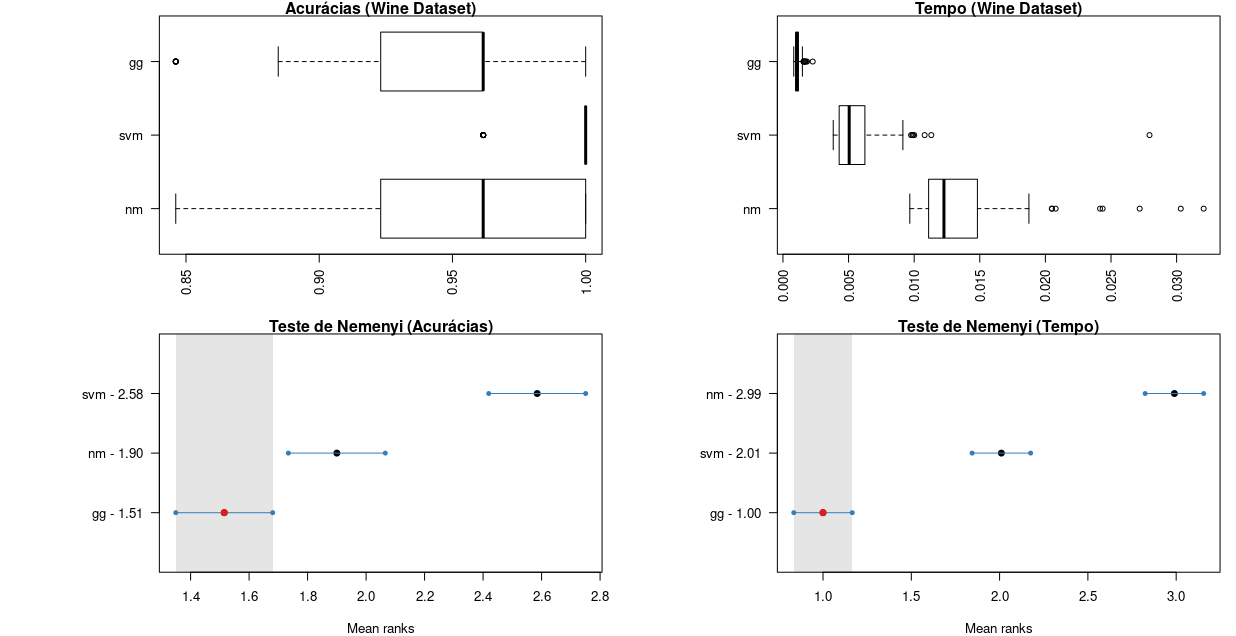 Acurácias (Wine Dataset)
gg
svm
nm
0.85
0.90
0.95
1.00
Tempo (Wine Dataset)
gg
svm
nm
0.000
0.005
0.010
0.015
0.020
0.025
0.030
Teste de Nemenyi (Acurácias)
svm - 2.58
nm - 1.90
gg - 1.51
1.4 1.6 1.8 2.0 2.2 2.4 2.6 2.8
Mean ranks
Teste de Nemenyi (Tempo)
nm - 2.99
svm - 2.01
gg - 1.00
1.0 1.5 2.0 2.5 3.0
Mean ranks